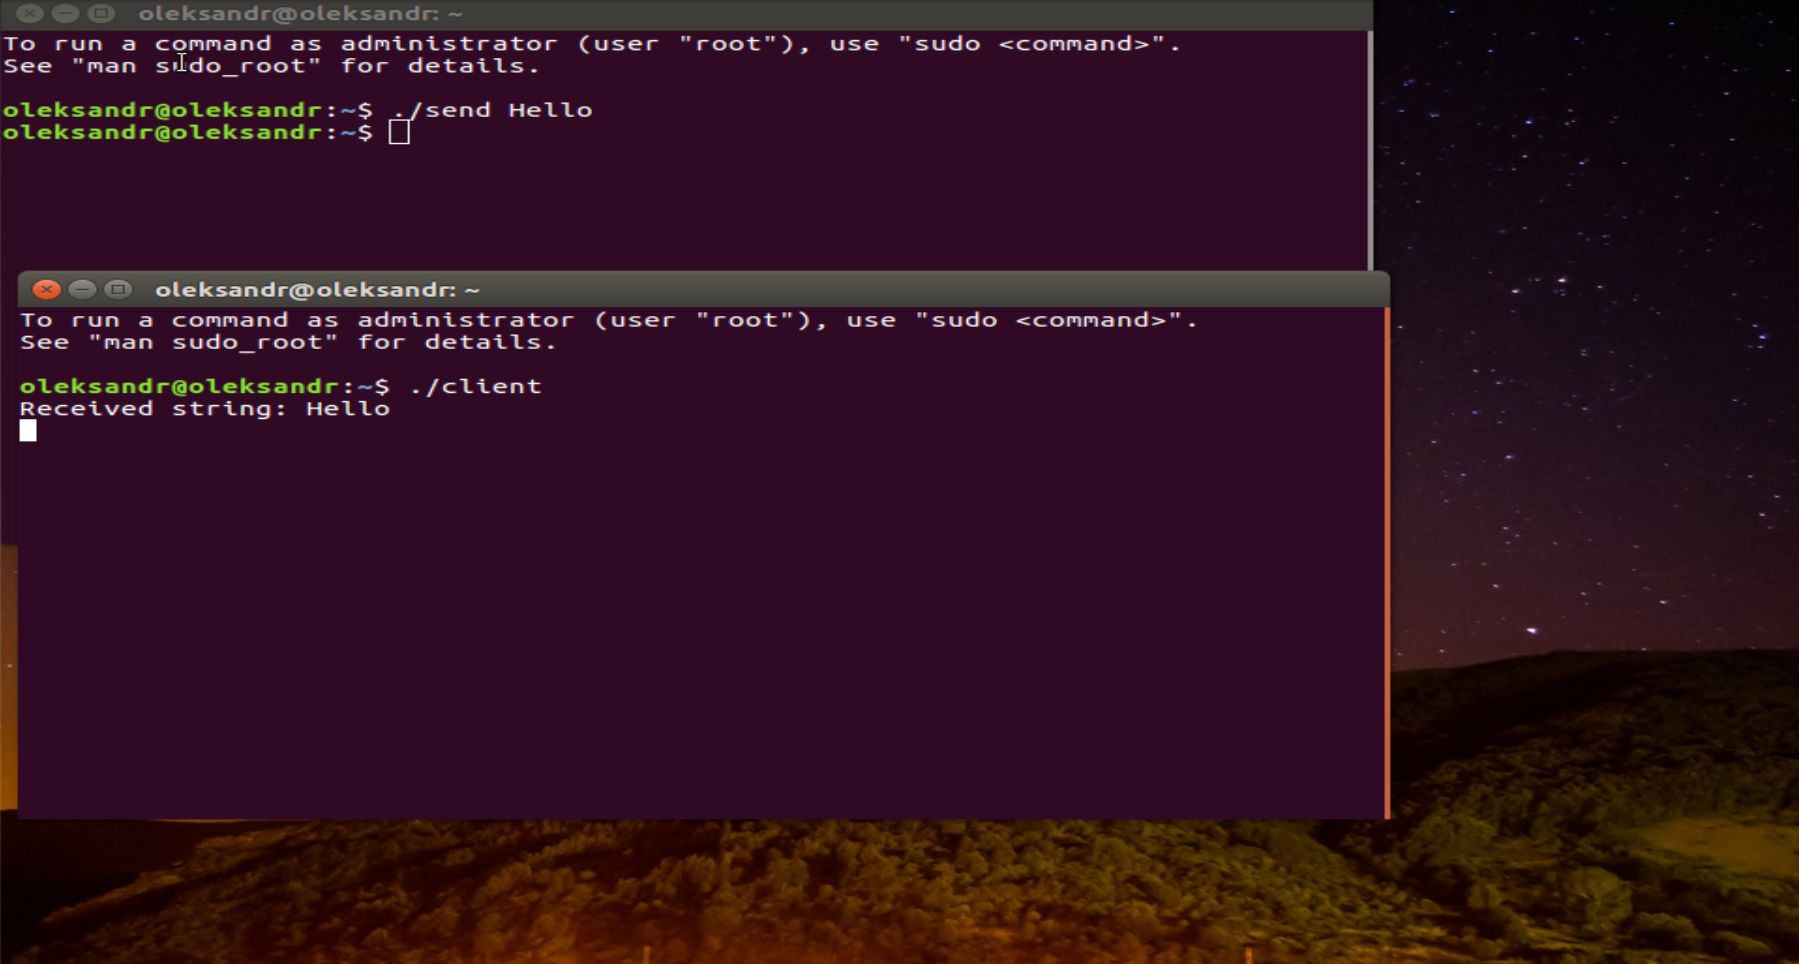 oleksandr@oleksandr: ~
To run a command as administrator (user "root"), use "sudo <command>".
See "man sudo_root" for details.
oleksandr@oleksandr:~$ ./send Hello
oleksandr@oleksandr:~$
oleksandr@oleksandr: ~
To run a command as administrator (user "root"), use "sudo <command>".
See "man sudo_root" for details.
oleksandr@oleksandr:~$ ./client
Received string: Hello